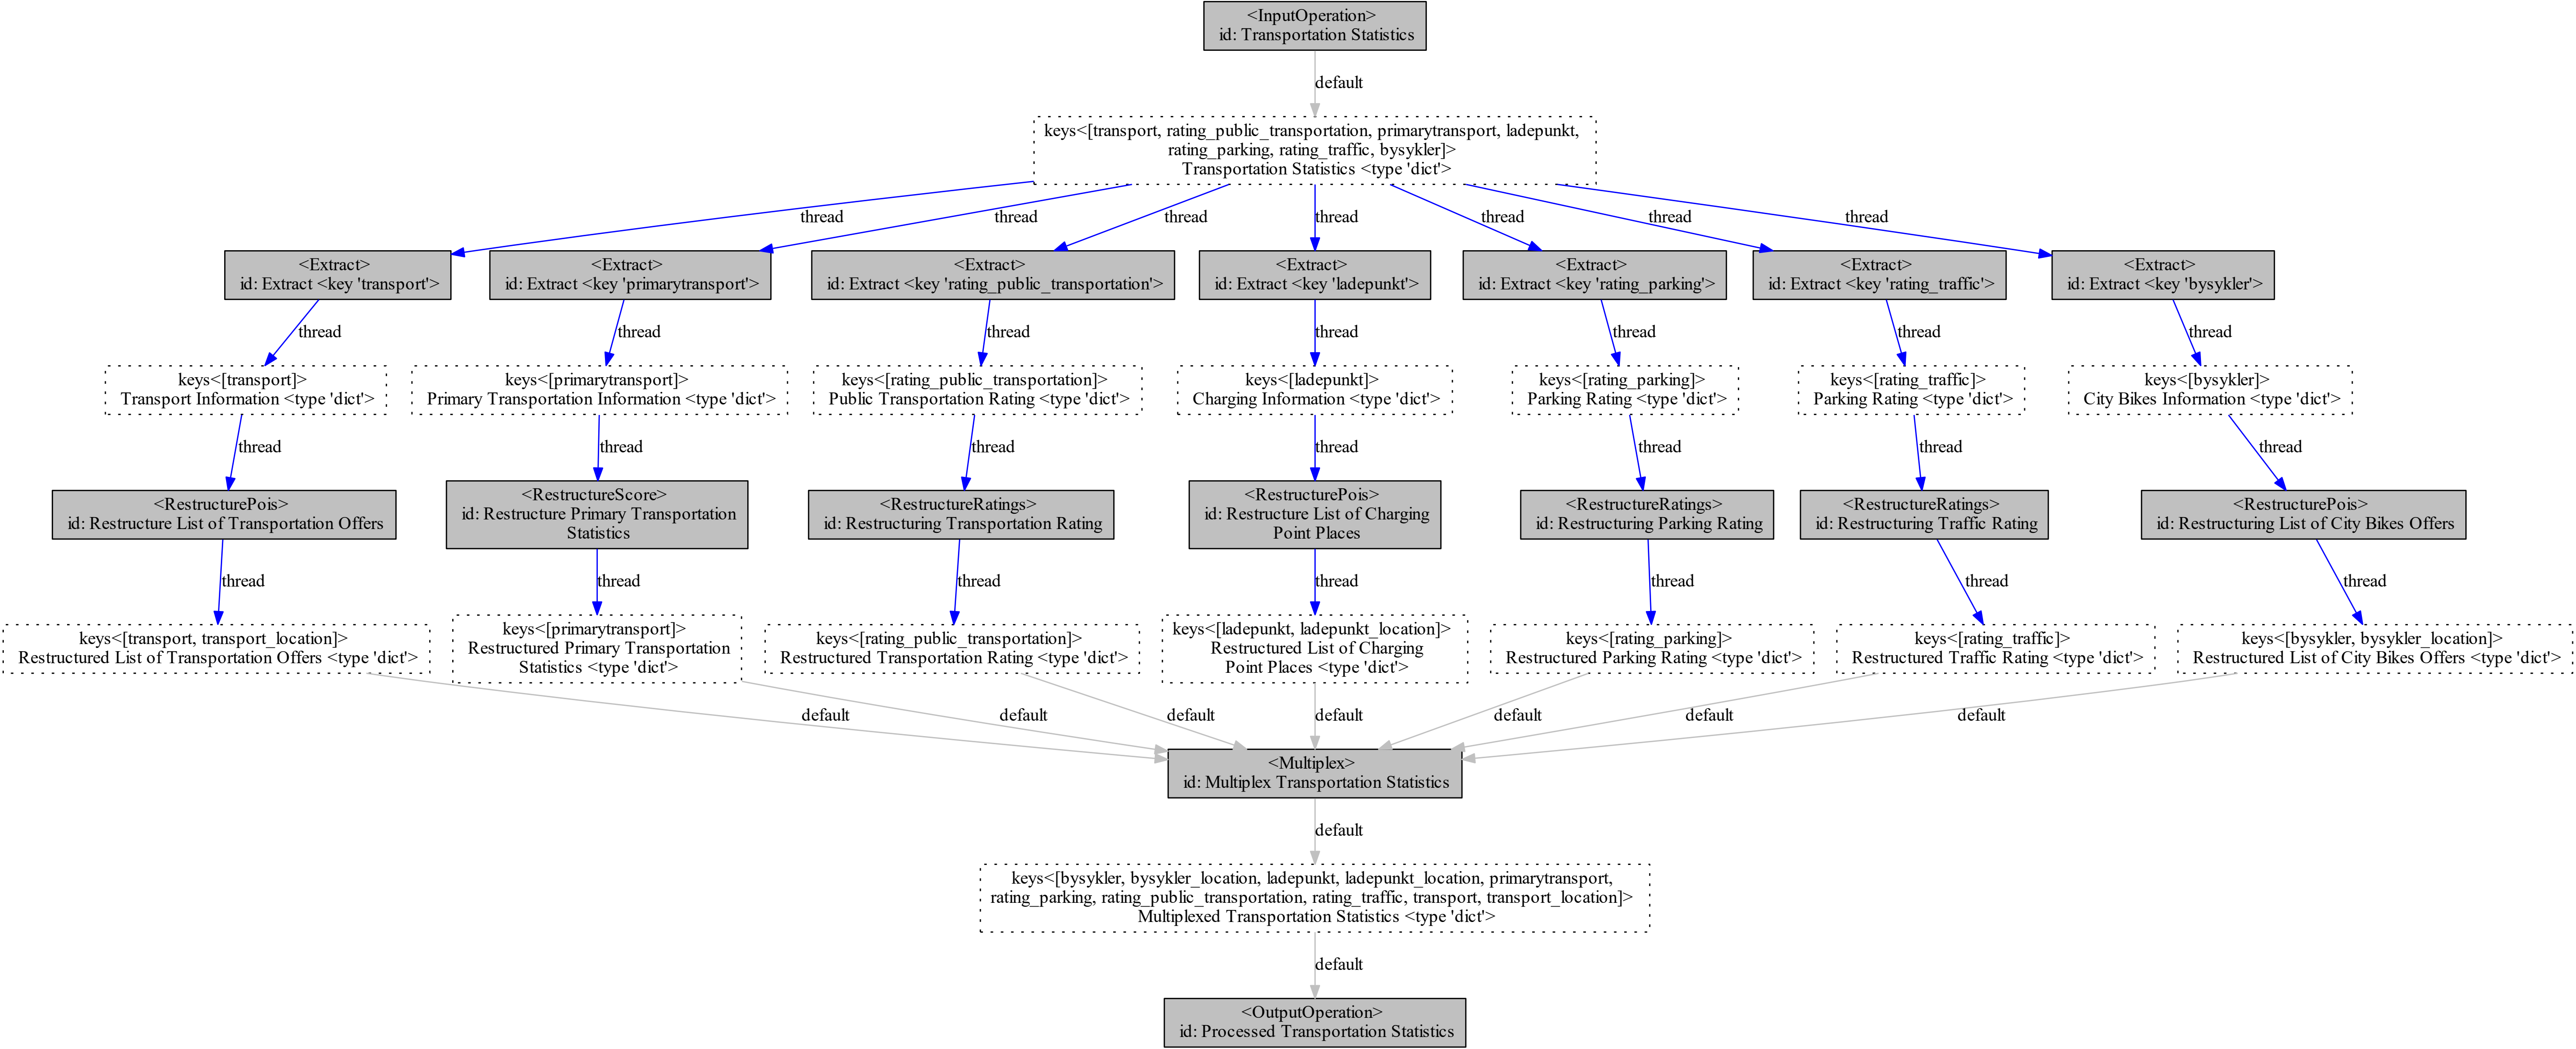 <InputOperation>
id: Transportation Statistics
default
keys<[transport, rating_public_transportation, primarytransport, ladepunkt,
rating_parking, rating_traffic, bysykler]>
Transportation Statistics <type 'dict'>
thread
thread
thread
thread
thread
thread
thread
<Extract>
id: Extract <key 'transport'>
<Extract>
id: Extract <key 'primarytransport'>
<Extract>
id: Extract <key 'rating_public_transportation'>
<Extract>
id: Extract <key 'ladepunkt'>
<Extract>
id: Extract <key 'rating_parking'>
<Extract>
id: Extract <key 'rating_traffic'>
<Extract>
id: Extract <key 'bysykler'>
thread
thread
thread
thread
thread
thread
thread
keys<[transport]>
Transport Information <type 'dict'>
keys<[primarytransport]>
Primary Transportation Information <type 'dict'>
keys<[rating_public_transportation]>
Public Transportation Rating <type 'dict'>
keys<[ladepunkt]>
Charging Information <type 'dict'>
keys<[rating_parking]>
Parking Rating <type 'dict'>
keys<[rating_traffic]>
Parking Rating <type 'dict'>
keys<[bysykler]>
City Bikes Information <type 'dict'>
thread
thread
thread
thread
thread
thread
thread
<RestructurePois>
id: Restructure List of Transportation Offers
<RestructureScore>
id: Restructure Primary Transportation
Statistics
<RestructureRatings>
id: Restructuring Transportation Rating
<RestructurePois>
id: Restructure List of Charging
Point Places
<RestructureRatings>
id: Restructuring Parking Rating
<RestructureRatings>
id: Restructuring Traffic Rating
<RestructurePois>
id: Restructuring List of City Bikes Offers
thread
thread
thread
thread
thread
thread
thread
keys<[transport, transport_location]>
Restructured List of Transportation Offers <type 'dict'>
keys<[primarytransport]>
Restructured Primary Transportation
Statistics <type 'dict'>
keys<[rating_public_transportation]>
Restructured Transportation Rating <type 'dict'>
keys<[ladepunkt, ladepunkt_location]>
Restructured List of Charging
Point Places <type 'dict'>
keys<[rating_parking]>
Restructured Parking Rating <type 'dict'>
keys<[rating_traffic]>
Restructured Traffic Rating <type 'dict'>
keys<[bysykler, bysykler_location]>
Restructured List of City Bikes Offers <type 'dict'>
default
default
default
default
default
default
default
<Multiplex>
id: Multiplex Transportation Statistics
default
keys<[bysykler, bysykler_location, ladepunkt, ladepunkt_location, primarytransport,
rating_parking, rating_public_transportation, rating_traffic, transport, transport_location]>
Multiplexed Transportation Statistics <type 'dict'>
default
<OutputOperation>
id: Processed Transportation Statistics